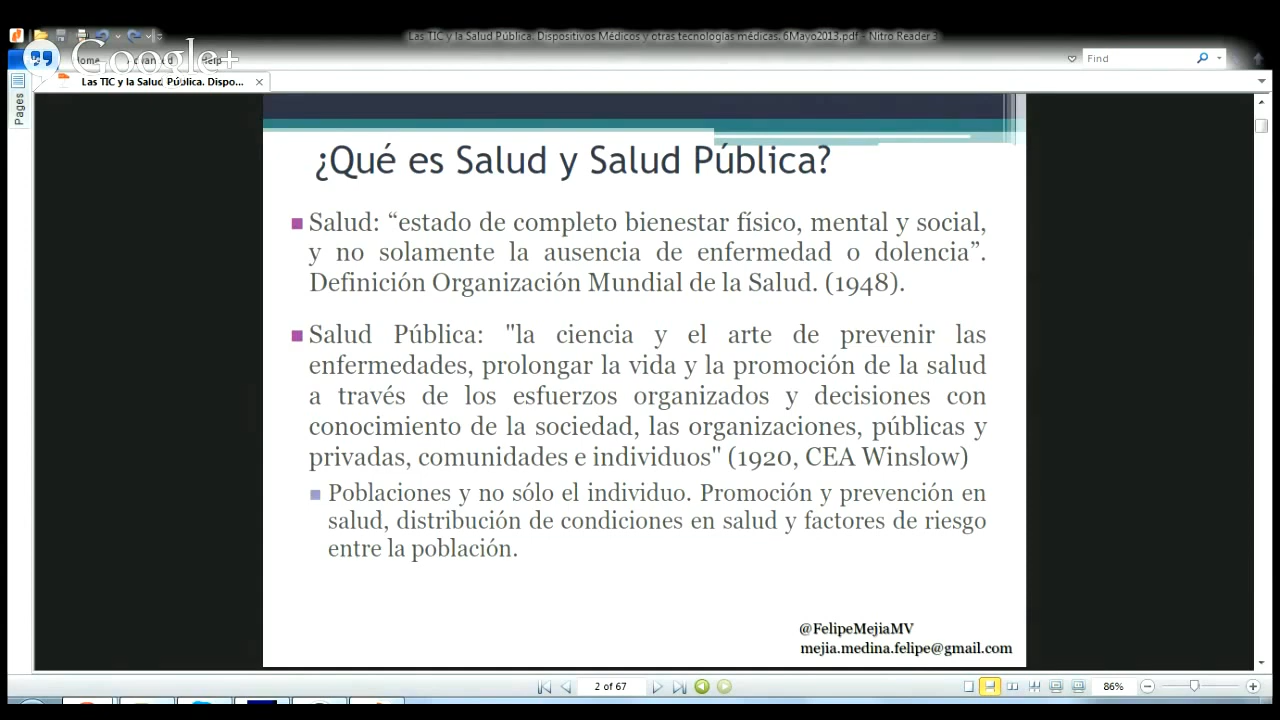 Las TIC y la Salud Pública. Dispositivos Médicos y otras tecnologías médicas. 6Mayo2013.pdf - Nitro Reader 3
Google+
Help
Find
Las TIC y la Salud Pública. Dispo...
Pages
¿Qué es Salud y Salud Pública?
Salud: “estado de completo bienestar físico, mental y social,
y no solamente la ausencia de enfermedad o dolencia”.
Definición Organización Mundial de la Salud. (1948).
Salud Pública: "la ciencia y el arte de prevenir las
enfermedades, prolongar la vida y la promoción de la salud
a través de los esfuerzos organizados y decisiones con
conocimiento de la sociedad, las organizaciones, públicas y
privadas, comunidades e individuos" (1920, CEA Winslow)
Poblaciones y no sólo el individuo. Promoción y prevención en
salud, distribución de condiciones en salud y factores de riesgo
entre la población.
@FelipeMejiaMV
mejia.medina.felipe@gmail.com
2 of 67
86%